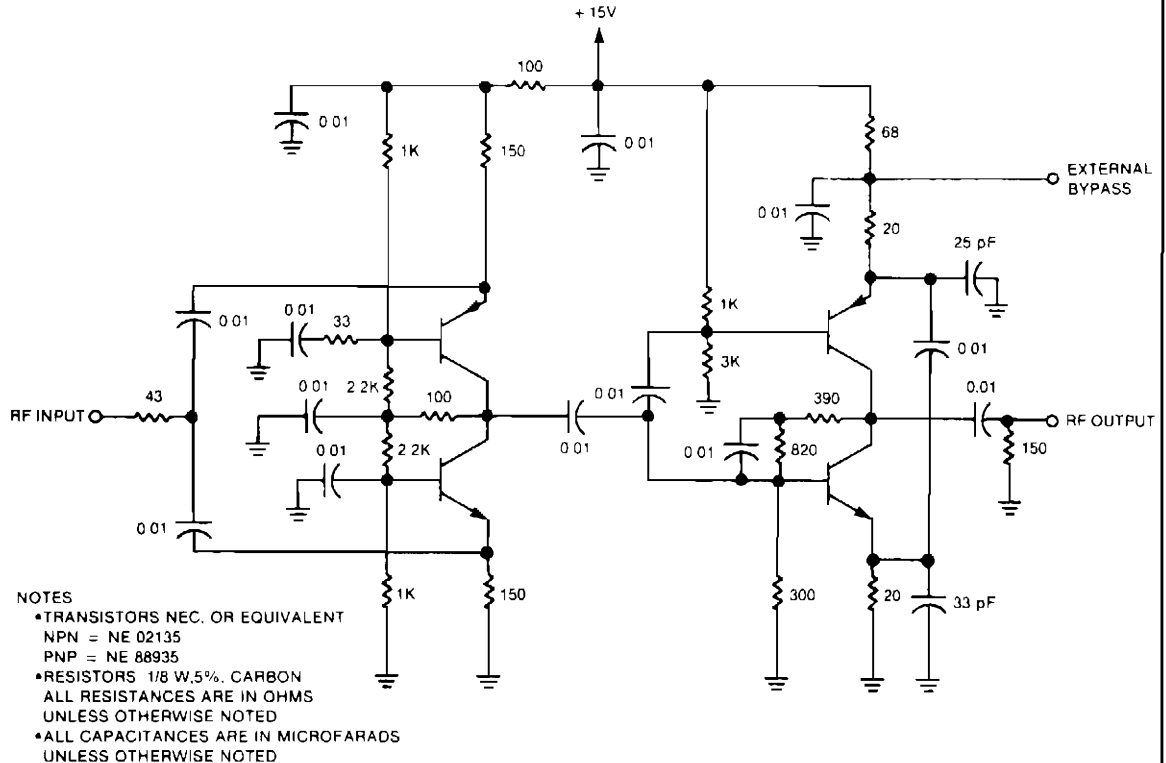 + 15V
100
0 01
1K
150
0 01
68
EXTERNAL
BYPASS
0 01
20
25 pF
0 01
0 01
33
1K
3K
0 01
43
RF INPUT
0 01
2 2K
100
0 01
390
0.01
RF OUTPUT
0 01
2.2K
0 01
0 01
820
150
0 01
1K
150
300
20
33 pF
NOTES
•TRANSISTORS NEC. OR EQUIVALENT
NPN = NE 02135
PNP = NE 88935
•RESISTORS 1/8 W,5%. CARBON
ALL RESISTANCES ARE IN OHMS
UNLESS OTHERWISE NOTED
•ALL CAPACITANCES ARE IN MICROFARADS
UNLESS OTHERWISE NOTED